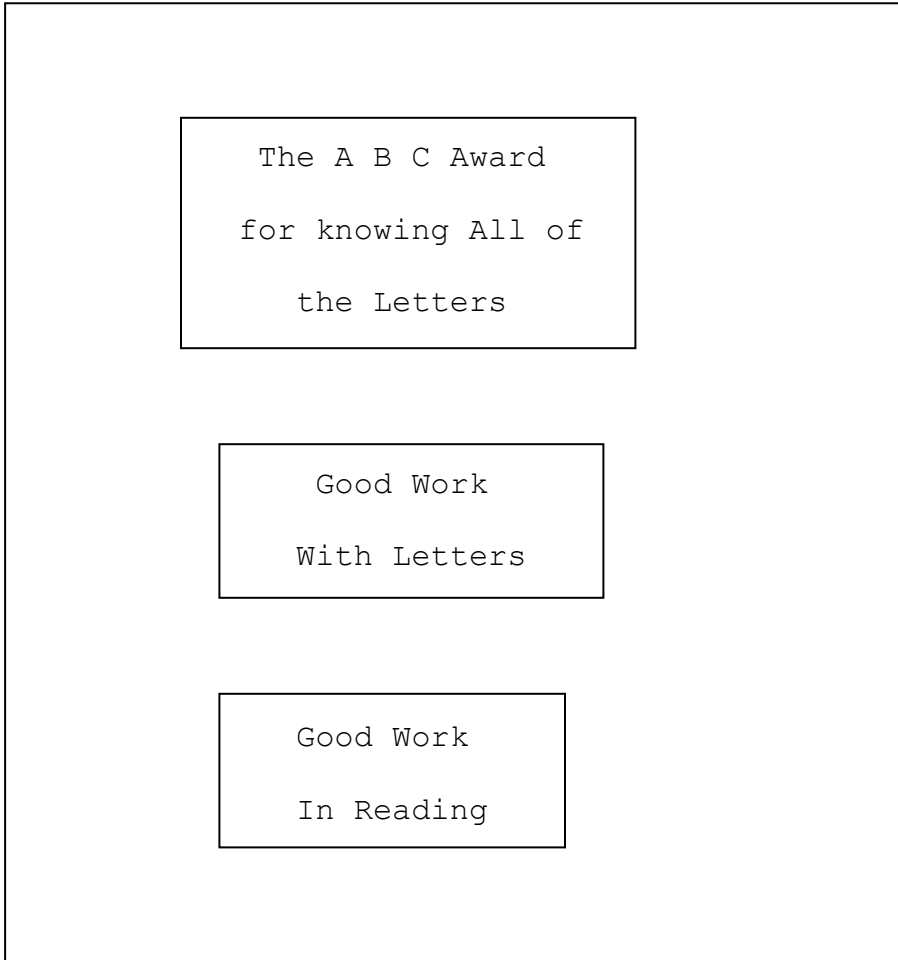 The A B C Award
for knowing All of
the Letters
Good Work
With Letters
Good Work
In Reading